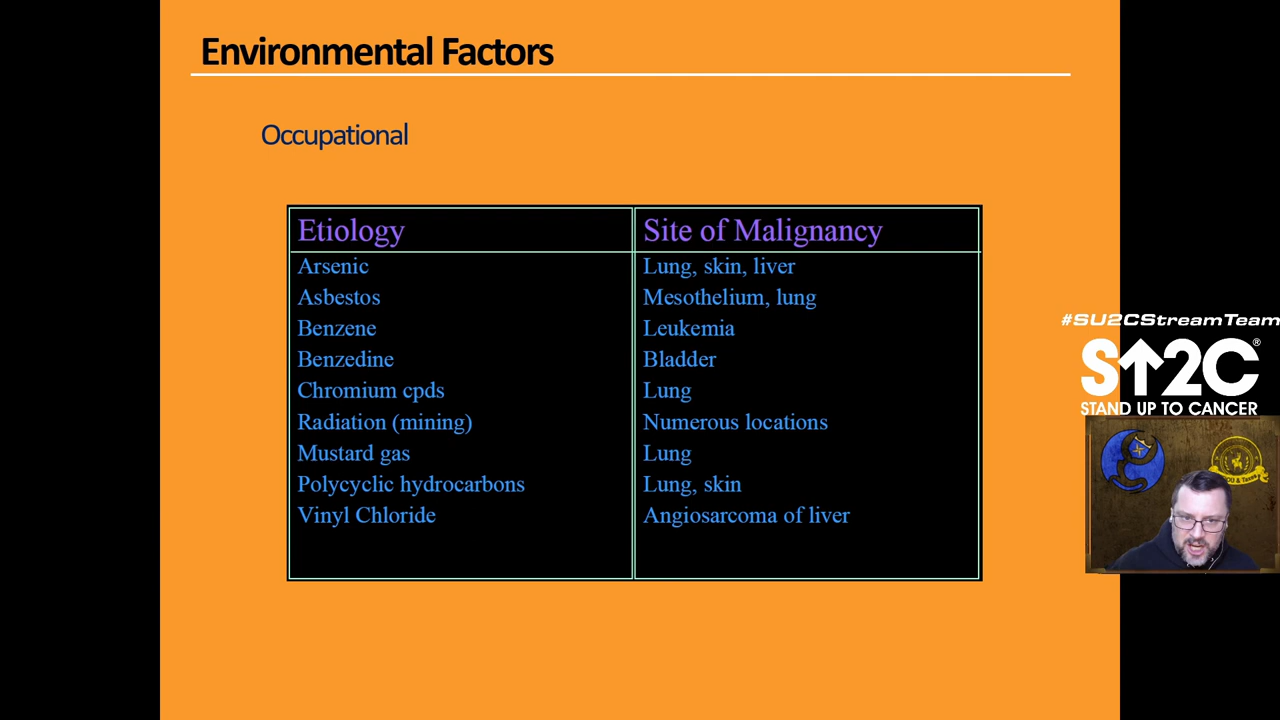 Environmental Factors
Occupational
Etiology Site of Malignancy
Arsenic Lung, skin, liver
Asbestos Mesothelium, lung
Benzene Leukemia
Benzedine Bladder
Chromium cpds Lung
Radiation (mining) Numerous locations
Mustard gas Lung
Polycyclic hydrocarbons Lung, skin
Vinyl Chloride Angiosarcoma of liver
#SU2CStreamTeam
S↑2C®
STAND UP TO CANCER